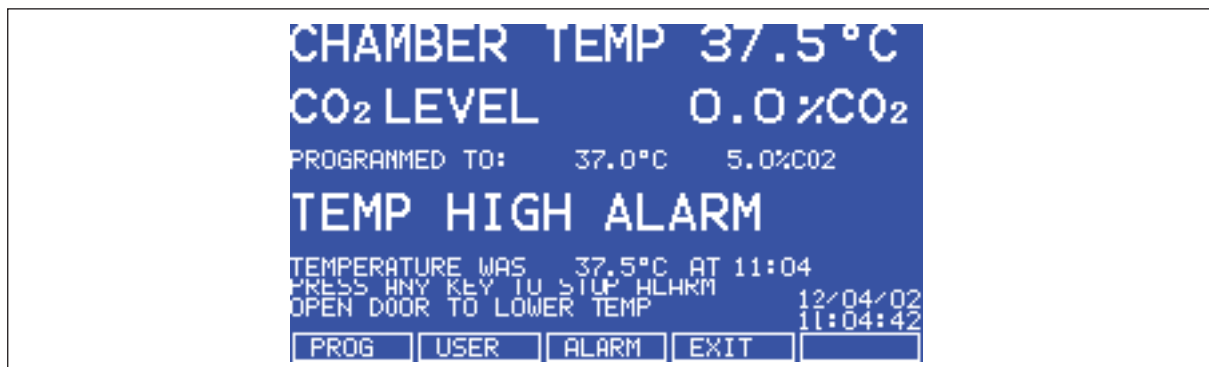 CHAMBER TEMP 37.5°C
CO₂ LEVEL 0.0 %CO₂
PROGRANMED TO: 37.0°C 5.0%CO2
TEMP HIGH ALARM
TEMPERATURE WAS 37.5°C AT 11:04
PRESS ANY KEY TO STOP ALARM
OPEN DOOR TO LOWER TEMP
12/04/02
11:04:42
PROG USER ALARM EXIT